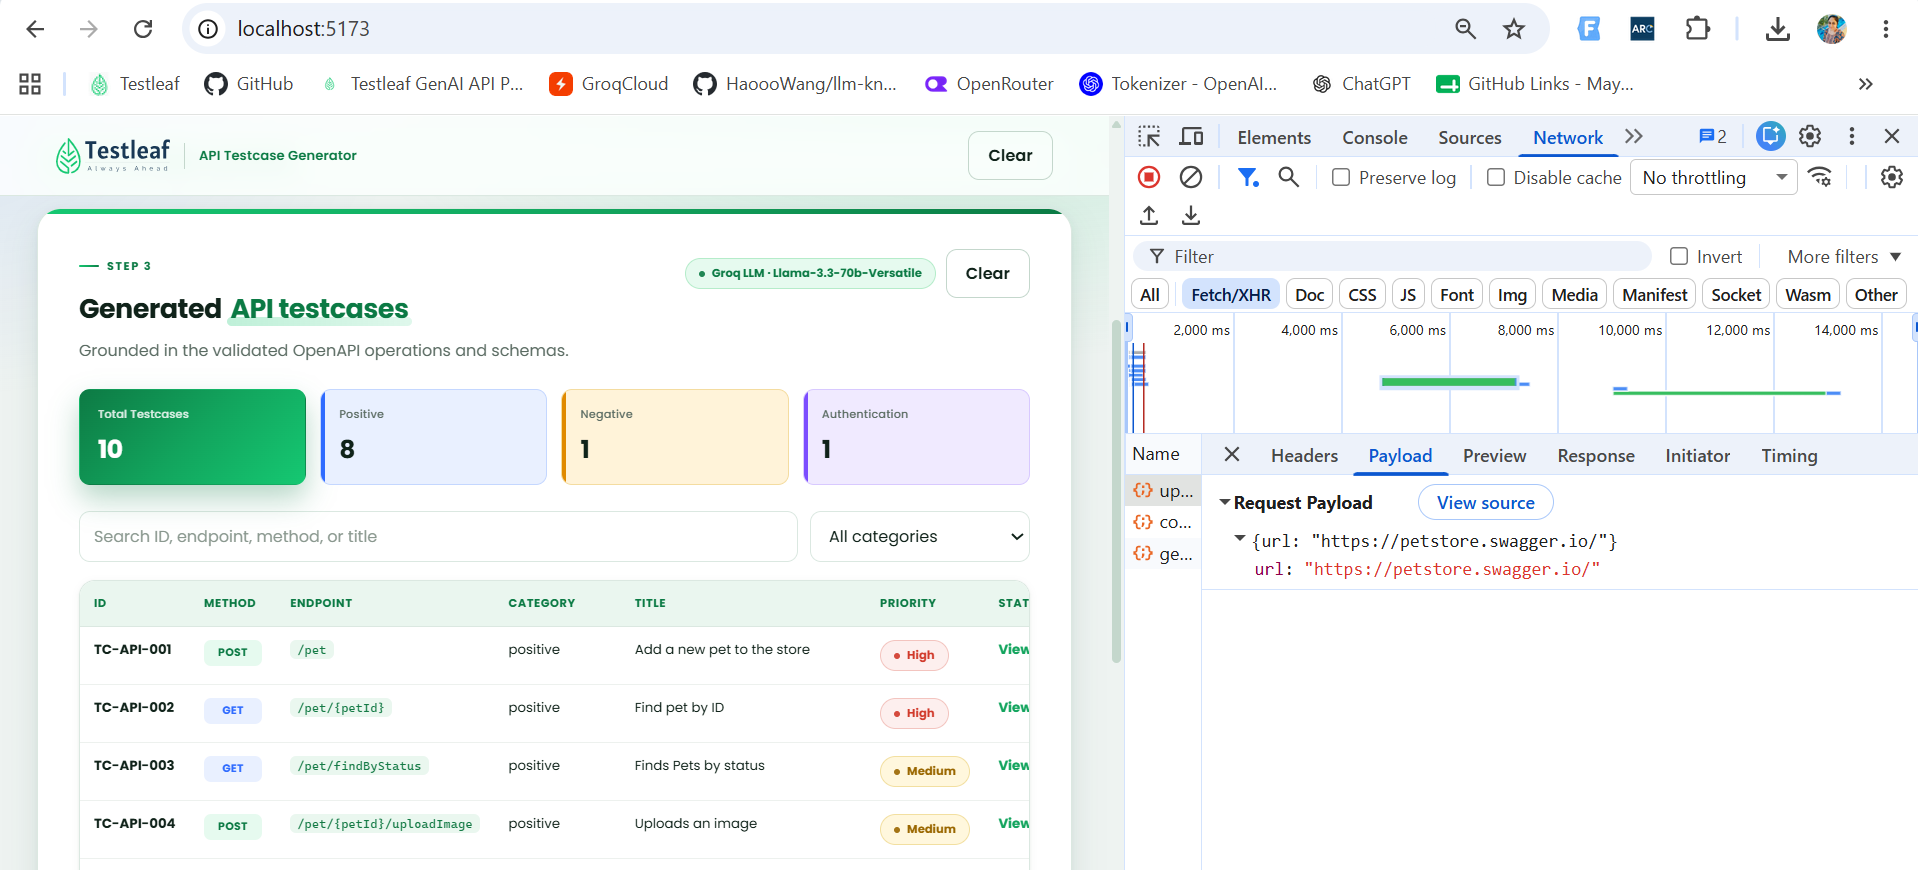 localhost:5173
Testleaf
GitHub
Testleaf GenAI API P...
GroqCloud
HaoooWang/llm-kn...
OpenRouter
Tokenizer - OpenAI...
ChatGPT
GitHub Links - May...
ARC
Testleaf
Always Ahead
API Testcase Generator
Clear
STEP 3
Generated API testcases
Groq LLM · Llama-3.3-70b-Versatile
Clear
Grounded in the validated OpenAPI operations and schemas.
Total Testcases
10
Positive
8
Negative
1
Authentication
1
Search ID, endpoint, method, or title
All categories
ID METHOD ENDPOINT CATEGORY TITLE PRIORITY STAT
TC-API-001 POST /pet positive Add a new pet to the store High View
TC-API-002 GET /pet/{petId} positive Find pet by ID High View
TC-API-003 GET /pet/findByStatus positive Finds Pets by status Medium View
TC-API-004 POST /pet/{petId}/uploadImage positive Uploads an image Medium View
Elements Console Sources Network 2
Preserve log Disable cache No throttling
Filter Invert More filters
All Fetch/XHR Doc CSS JS Font Img Media Manifest Socket Wasm Other
2,000 ms 4,000 ms 6,000 ms 8,000 ms 10,000 ms 12,000 ms 14,000 ms
Name
up...
co...
ge...
Headers Payload Preview Response Initiator Timing
Request Payload View source
{url: "https://petstore.swagger.io/"}
url: "https://petstore.swagger.io/"